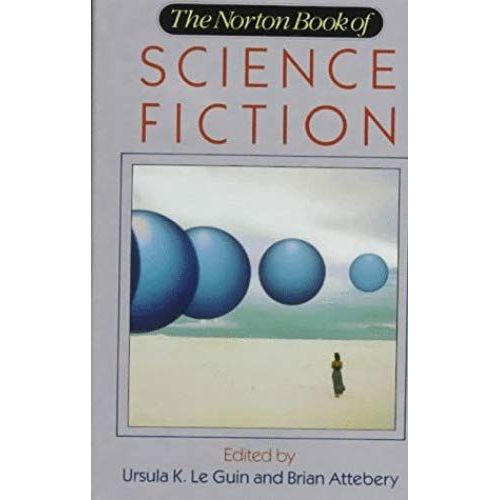 The Norton Book of
SCIENCE
FICTION
Edited by
Ursula K. Le Guin and Brian Attebery